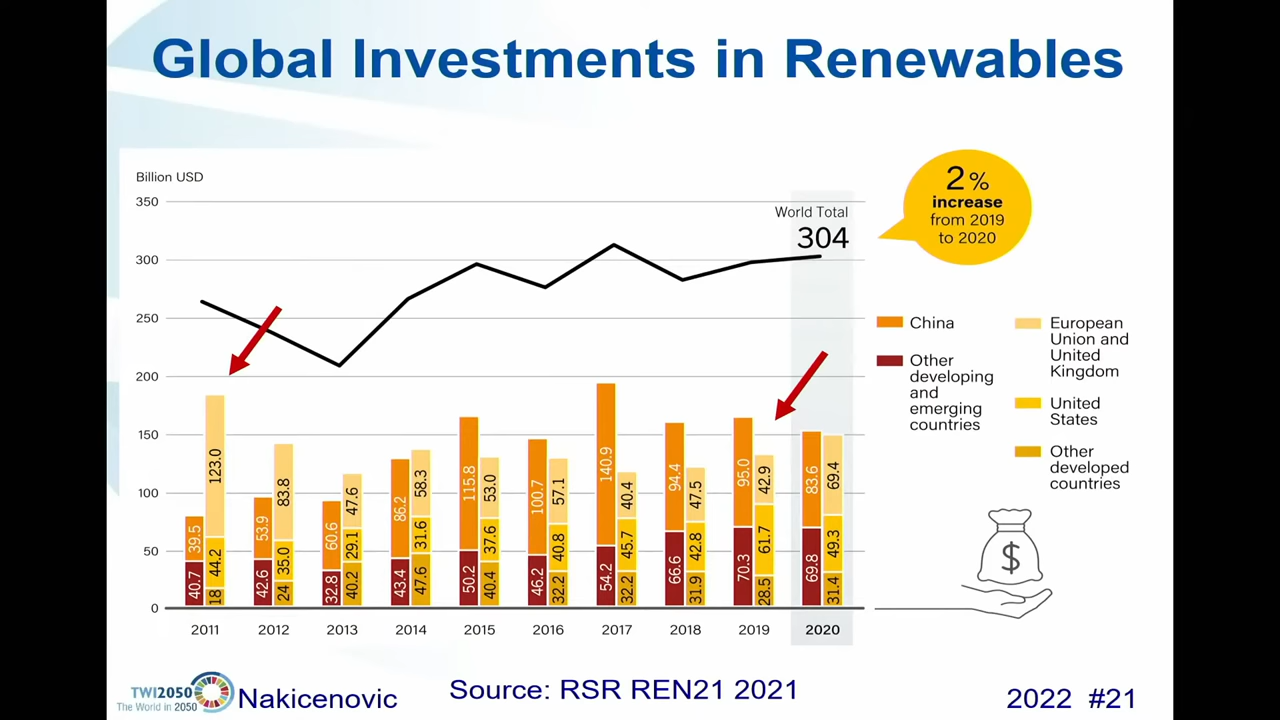 Global Investments in Renewables
Billion USD
350
300
250
200
150
100
50
0
World Total
304
2%
increase
from 2019
to 2020
China
Other
developing
and
emerging
countries
European
Union and
United
Kingdom
United
States
Other
developed
countries
39.5
40.7
123.0
44.2
18
53.9
42.6
83.8
35.0
24
60.6
32.8
47.6
29.1
40.2
86.2
43.4
58.3
31.6
47.6
115.8
50.2
53.0
37.6
40.4
100.7
46.2
57.1
40.8
32.2
140.9
54.2
40.4
45.7
32.2
94.4
66.6
47.5
42.8
31.9
95.0
70.3
42.9
61.7
28.5
83.6
69.8
69.4
49.3
31.4
$
2011 2012 2013 2014 2015 2016 2017 2018 2019 2020
TWI2050
The World in 2050
Nakicenovic
Source: RSR REN21 2021
2022 #21